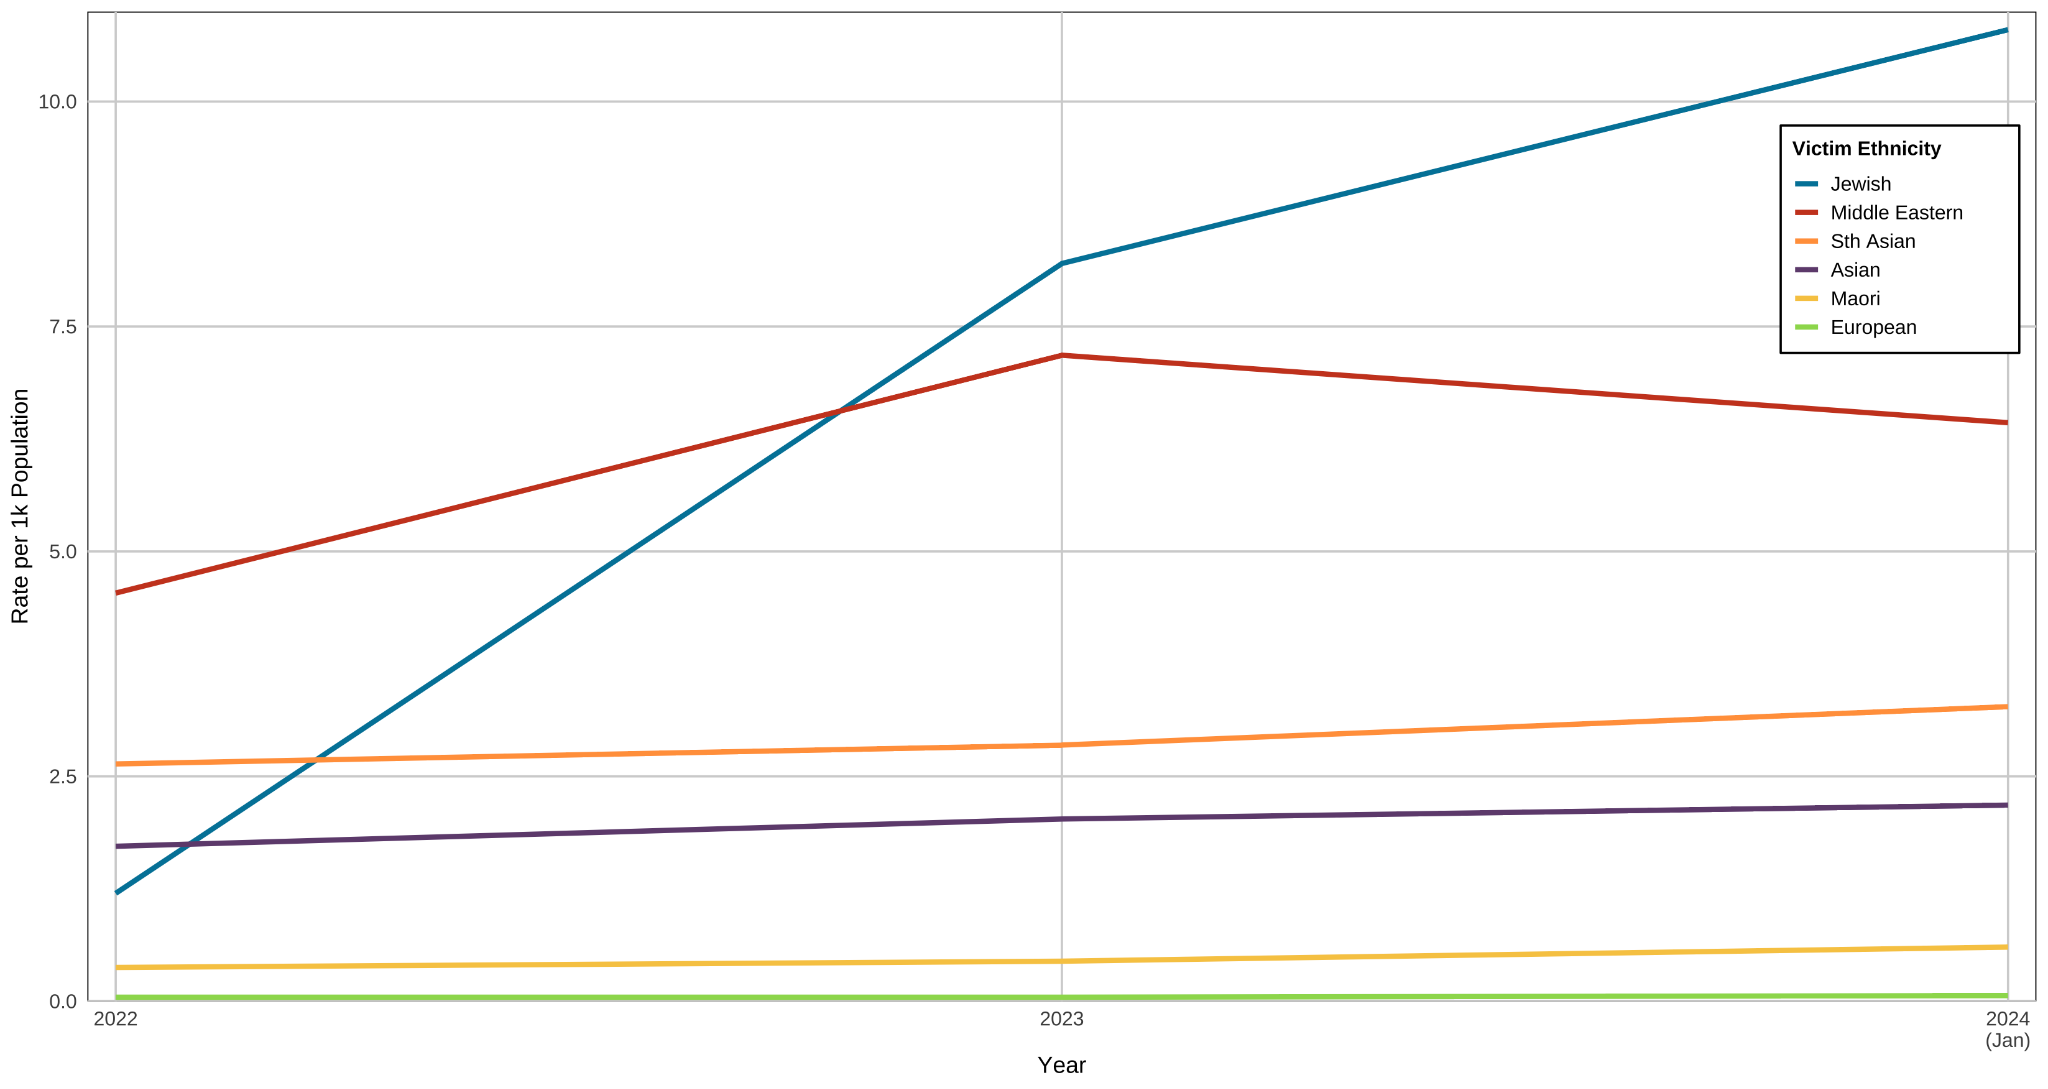 Rate per 1k Population
10.0
7.5
5.0
2.5
0.0
Victim Ethnicity
Jewish
Middle Eastern
Sth Asian
Asian
Maori
European
2022
2023
2024
(Jan)
Year